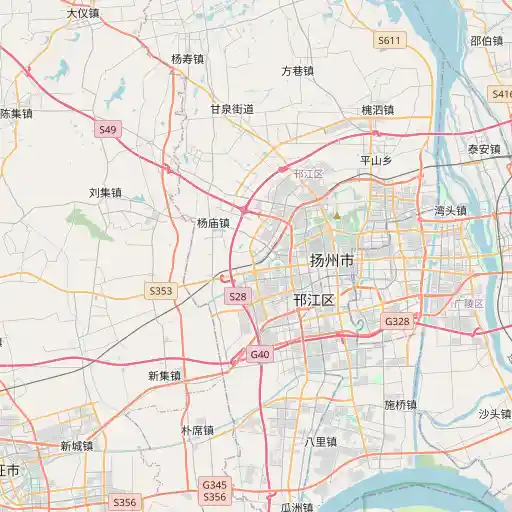 大仪镇
S611
邵伯镇
杨寿镇
方巷镇
S416
陈集镇
甘泉街道
槐泗镇
S49
泰安镇
平山乡
邗江区
刘集镇
湾头镇
杨庙镇
扬州市
S353
S28
邗江区
广陵区
G328
G40
新集镇
施桥镇
沙头镇
朴席镇
新城镇
八里镇
征市
G345
S356
S356
瓜洲镇